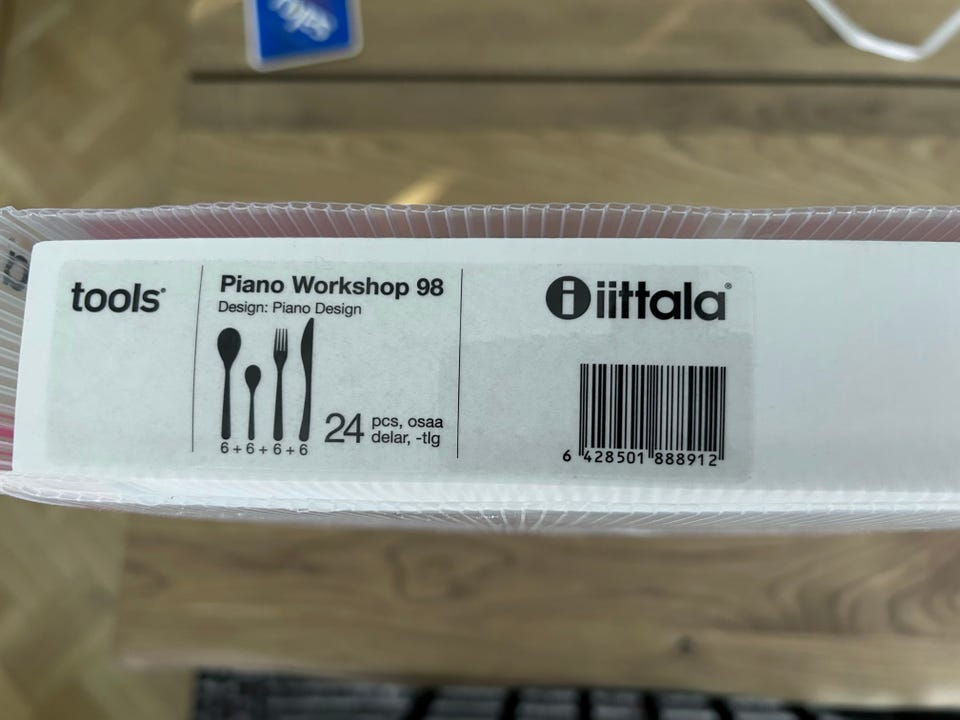 tools®
Piano Workshop 98
Design: Piano Design
6+6+6+6
24 pcs, osaa
delar, -tlg
i iittala®
6 428501 888912